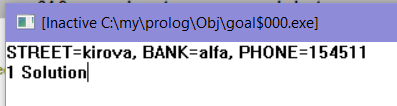 [Inactive C:\my\prolog\Obj\goal$000.exe]
STREET=kirova, BANK=alfa, PHONE=154511
1 Solution